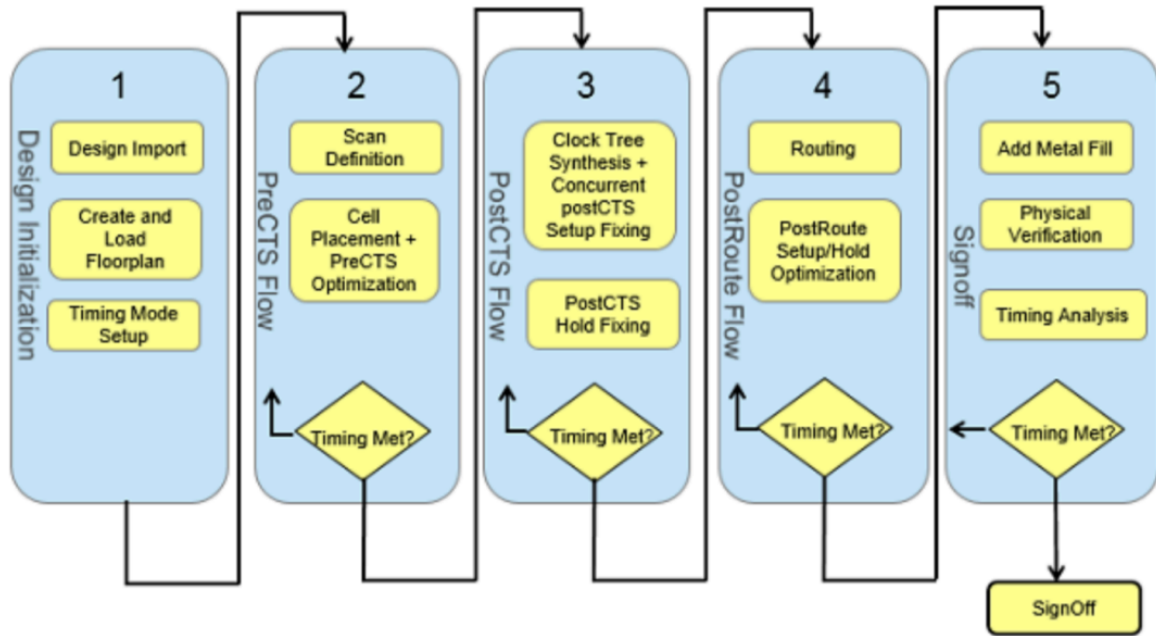 1
Design Initialization
Design Import
Create and
Load
Floorplan
Timing Mode
Setup
2
PreCTS Flow
Scan
Definition
Cell
Placement +
PreCTS
Optimization
Timing Met?
3
PostCTS Flow
Clock Tree
Synthesis +
Concurrent
postCTS
Setup Fixing
PostCTS
Hold Fixing
Timing Met?
4
PostRoute Flow
Routing
PostRoute
Setup/Hold
Optimization
Timing Met?
5
Signoff
Add Metal Fill
Physical
Verification
Timing Analysis
Timing Met?
SignOff